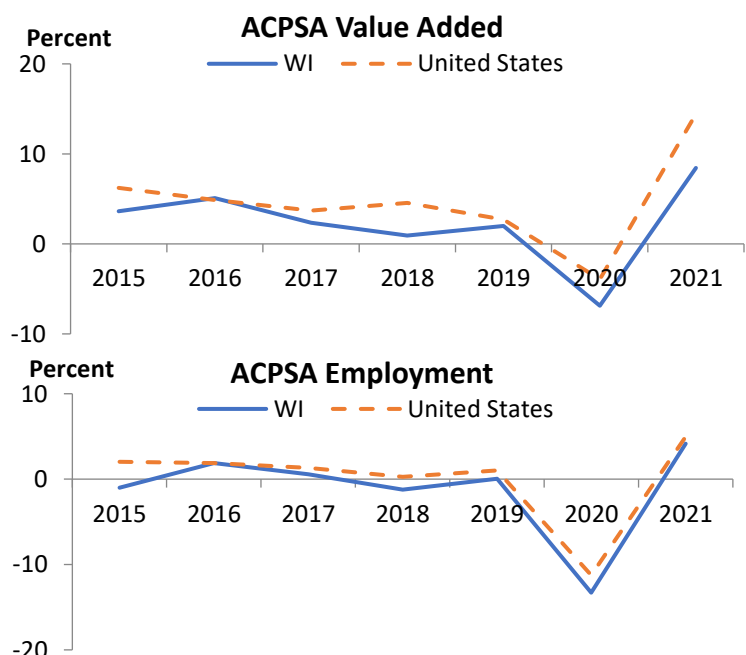 ACPSA Value Added
Percent
WI United States
20
10
0
2015 2016 2017 2018 2019 2020 2021
-10
Percent
ACPSA Employment
10
WI United States
0
2015 2016 2017 2018 2019 2020 2021
-10
-20